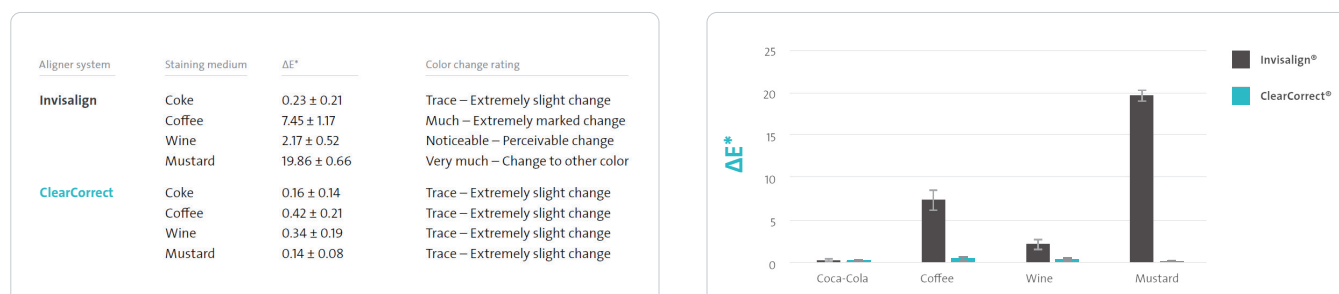 Aligner system Staining medium ΔE* Color change rating
Invisalign Coke 0.23 ± 0.21 Trace – Extremely slight change
Coffee 7.45 ± 1.17 Much – Extremely marked change
Wine 2.17 ± 0.52 Noticeable – Perceivable change
Mustard 19.86 ± 0.66 Very much – Change to other color
ClearCorrect Coke 0.16 ± 0.14 Trace – Extremely slight change
Coffee 0.42 ± 0.21 Trace – Extremely slight change
Wine 0.34 ± 0.19 Trace – Extremely slight change
Mustard 0.14 ± 0.08 Trace – Extremely slight change
ΔE*
25
20
15
10
5
0
Coca-Cola Coffee Wine Mustard
Invisalign®
ClearCorrect®